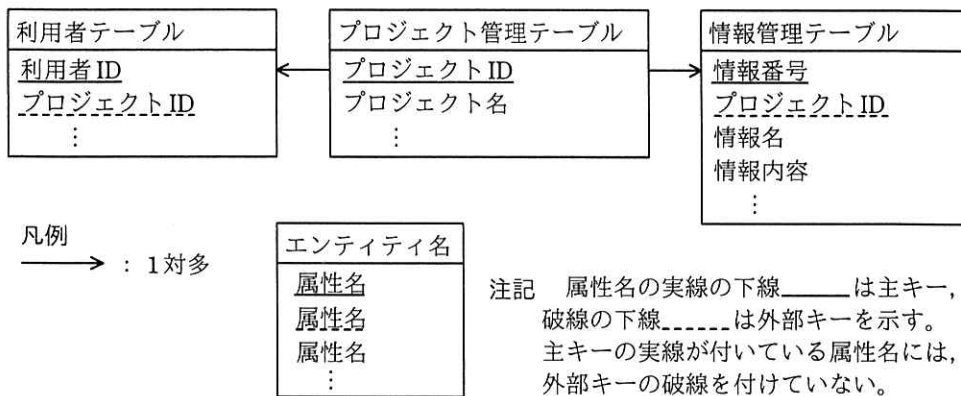 利用者テーブル
利用者ID
プロジェクトID
⋮
プロジェクト管理テーブル
プロジェクトID
プロジェクト名
⋮
情報管理テーブル
情報番号
プロジェクトID
情報名
情報内容
⋮
凡例
：1対多
エンティティ名
属性名
属性名
属性名
⋮
注記 属性名の実線の下線______は主キー，
破線の下線------は外部キーを示す。
主キーの実線が付いている属性名には，
外部キーの破線を付けていない。